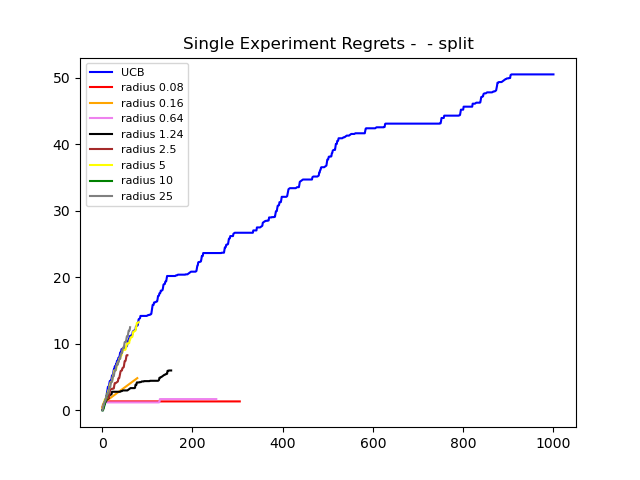 Single Experiment Regrets -  - split
50
40
30
20
10
0
UCB
radius 0.08
radius 0.16
radius 0.64
radius 1.24
radius 2.5
radius 5
radius 10
radius 25
0 200 400 600 800 1000